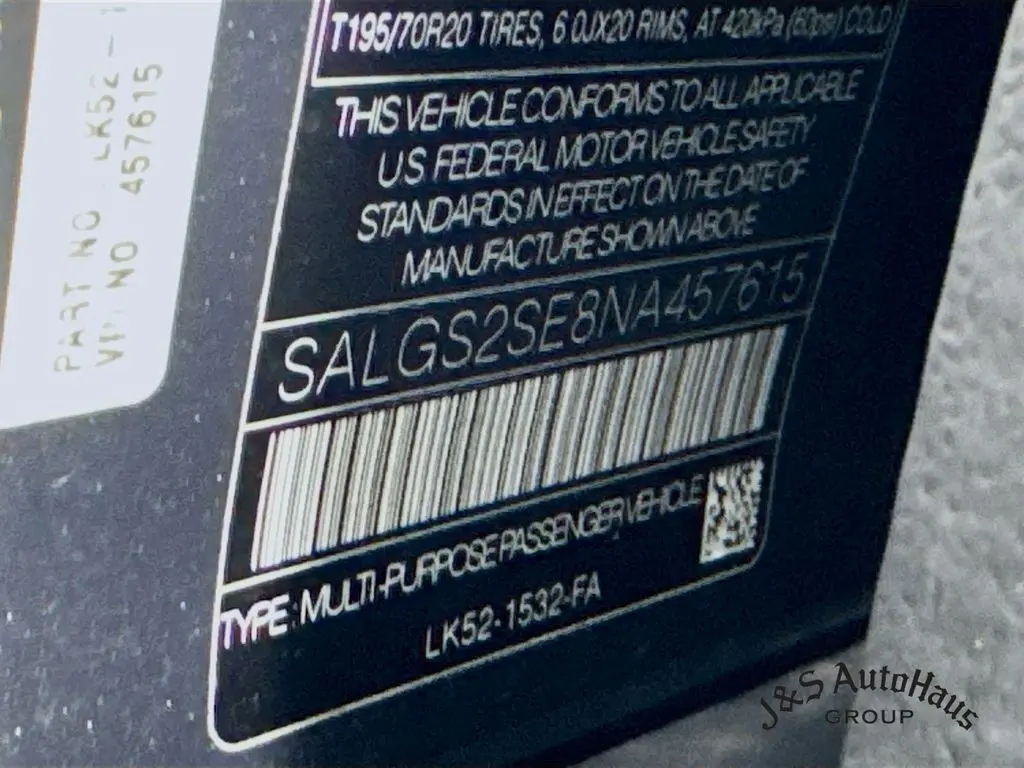 T195/70R20 TIRES, 6.0JX20 RIMS, AT 420kPa (60psi) COLD
THIS VEHICLE CONFORMS TO ALL APPLICABLE
U.S. FEDERAL MOTOR VEHICLE SAFETY
STANDARDS IN EFFECT ON THE DATE OF
MANUFACTURE SHOWN ABOVE
SALGS2SE8NA457615
TYPE: MULTI-PURPOSE PASSENGER VEHICLE
LK52-1532-FA
PART NO LK52-
NO 457615
J&S AutoHaus
GROUP